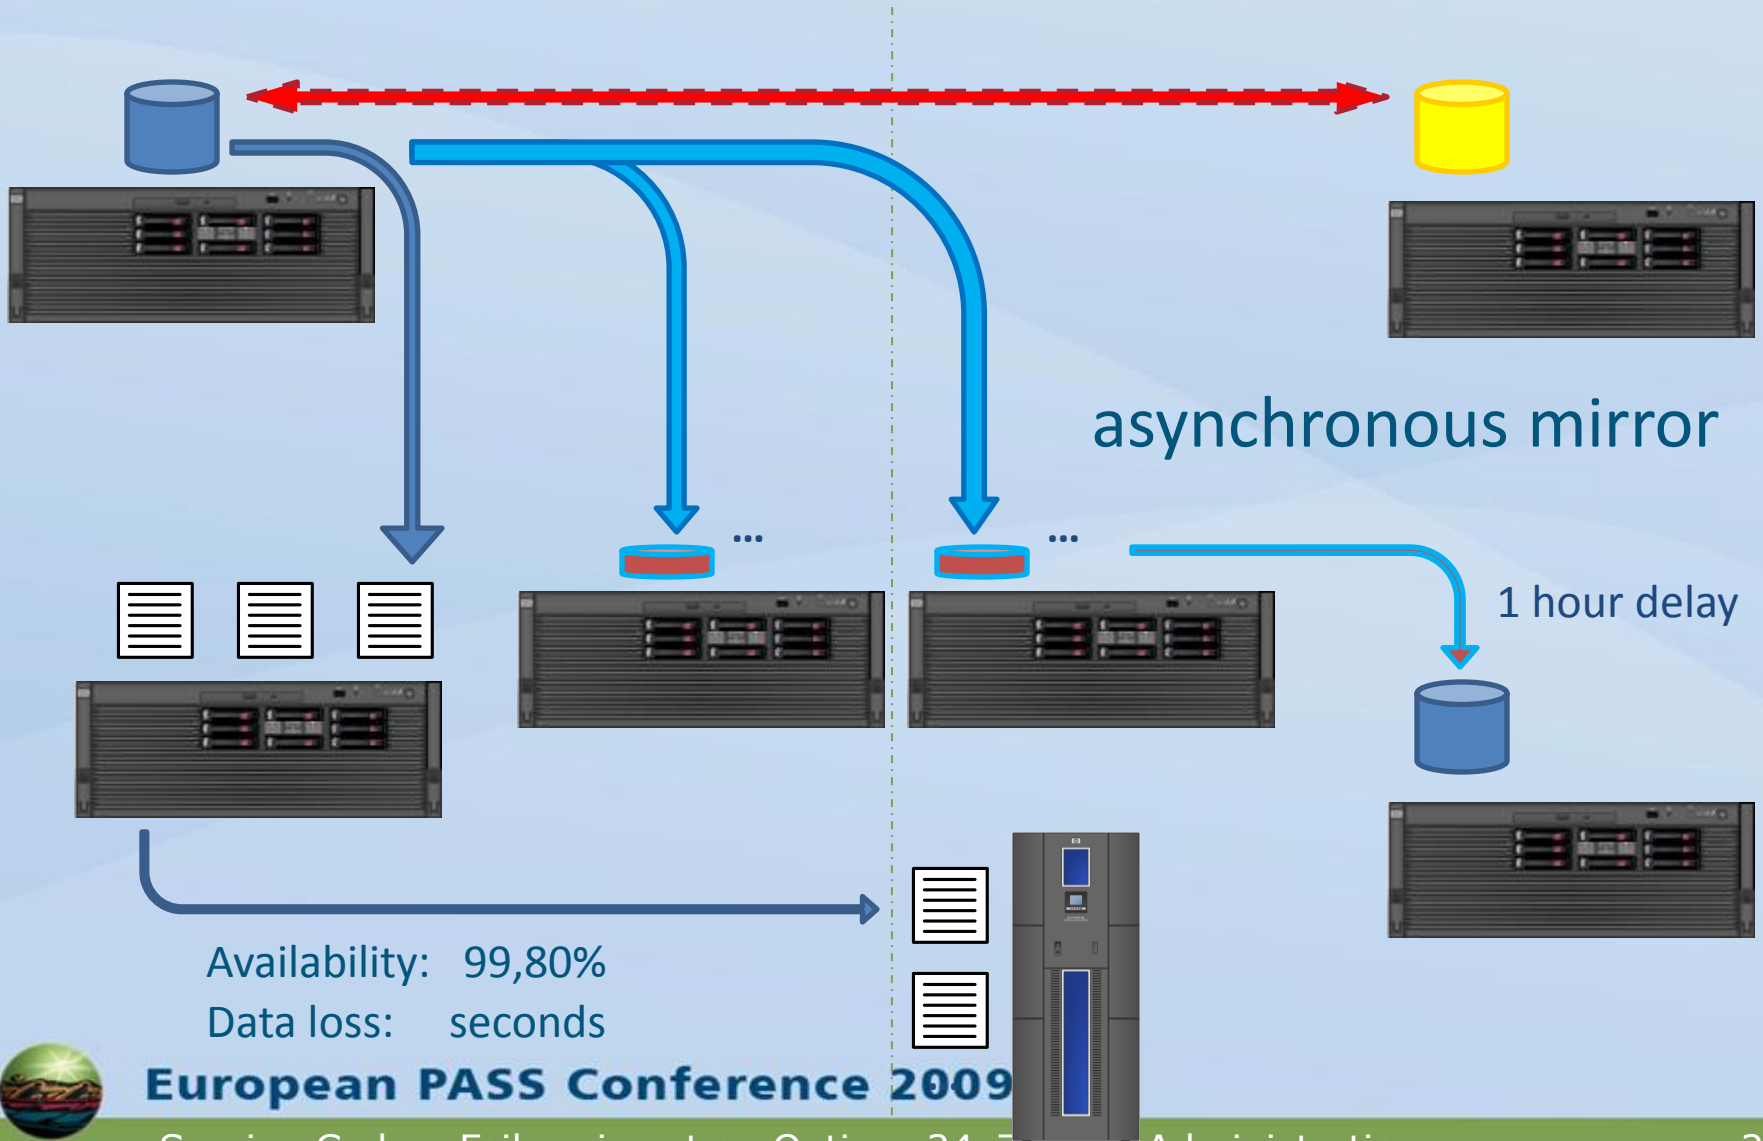 asynchronous mirror
...
...
1 hour delay
Availability: 99,80%
Data loss: seconds
European PASS Conference 2009